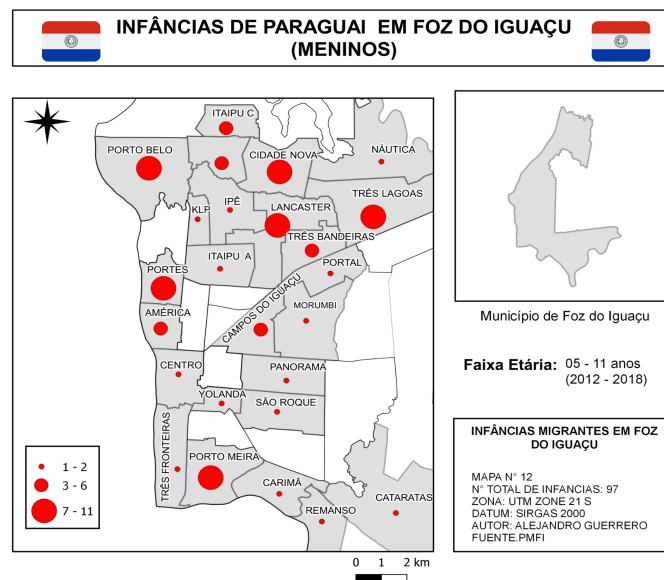 INFÂNCIAS DE PARAGUAI EM FOZ DO IGUAÇU
(MENINOS)
ITAIPU C
PORTO BELO
CIDADE NOVA
NÁUTICA
TRÊS LAGOAS
IPÊ
KLP
LANCASTER
TRÊS BANDEIRAS
ITAIPU A
PORTAL
PORTES
CAMPOS DO IGUAÇU
MORUMBI
AMÉRICA
CENTRO
PANORAMA
YOLANDA
SÃO ROQUE
TRÊS FRONTEIRAS
PORTO MEIRA
CARIMÃ
CATARATAS
REMANSO
1 - 2
3 - 6
7 - 11
0 1 2 km
Município de Foz do Iguaçu
Faixa Etária: 05 - 11 anos
(2012 - 2018)
INFÂNCIAS MIGRANTES EM FOZ
DO IGUAÇU
MAPA N° 12
N° TOTAL DE INFANCIAS: 97
ZONA: UTM ZONE 21 S
DATUM: SIRGAS 2000
AUTOR: ALEJANDRO GUERRERO
FUENTE.PMFI